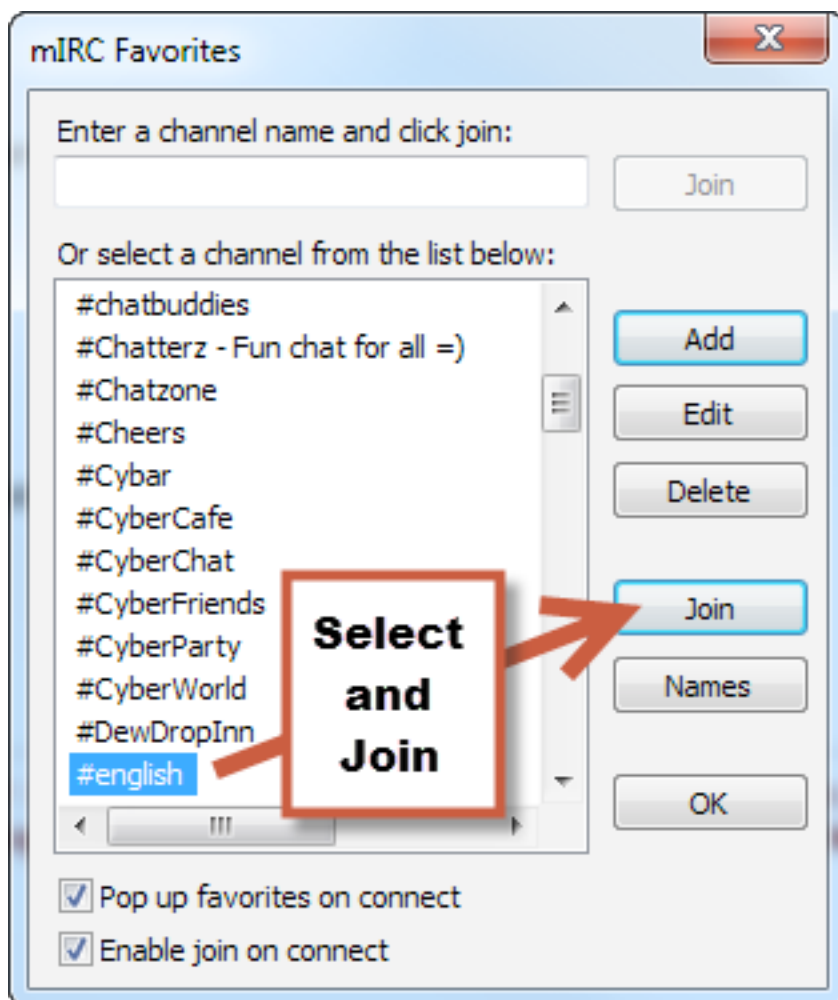 mIRC Favorites
Enter a channel name and click join:
Join
Or select a channel from the list below:
#chatbuddies
#Chatterz - Fun chat for all =)
#Chatzone
#Cheers
#Cybar
#CyberCafe
#CyberChat
#CyberFriends
#CyberParty
#CyberWorld
#DewDropInn
#english
Select
and
Join
Add
Edit
Delete
Join
Names
OK
Pop up favorites on connect
Enable join on connect